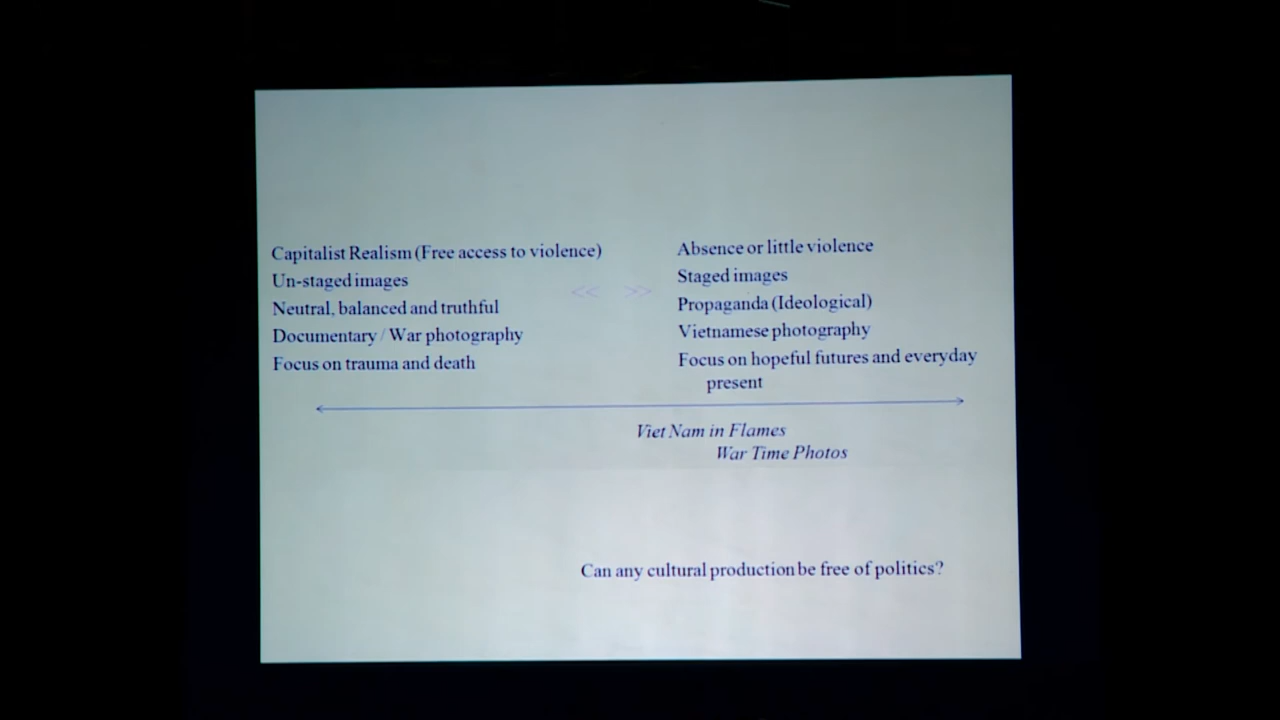 Capitalist Realism (Free access to violence)
Un-staged images
Neutral, balanced and truthful
Documentary / War photography
Focus on trauma and death
<< >>
Absence or little violence
Staged images
Propaganda (Ideological)
Vietnamese photography
Focus on hopeful futures and everyday
present
Viet Nam in Flames
War Time Photos
Can any cultural production be free of politics?